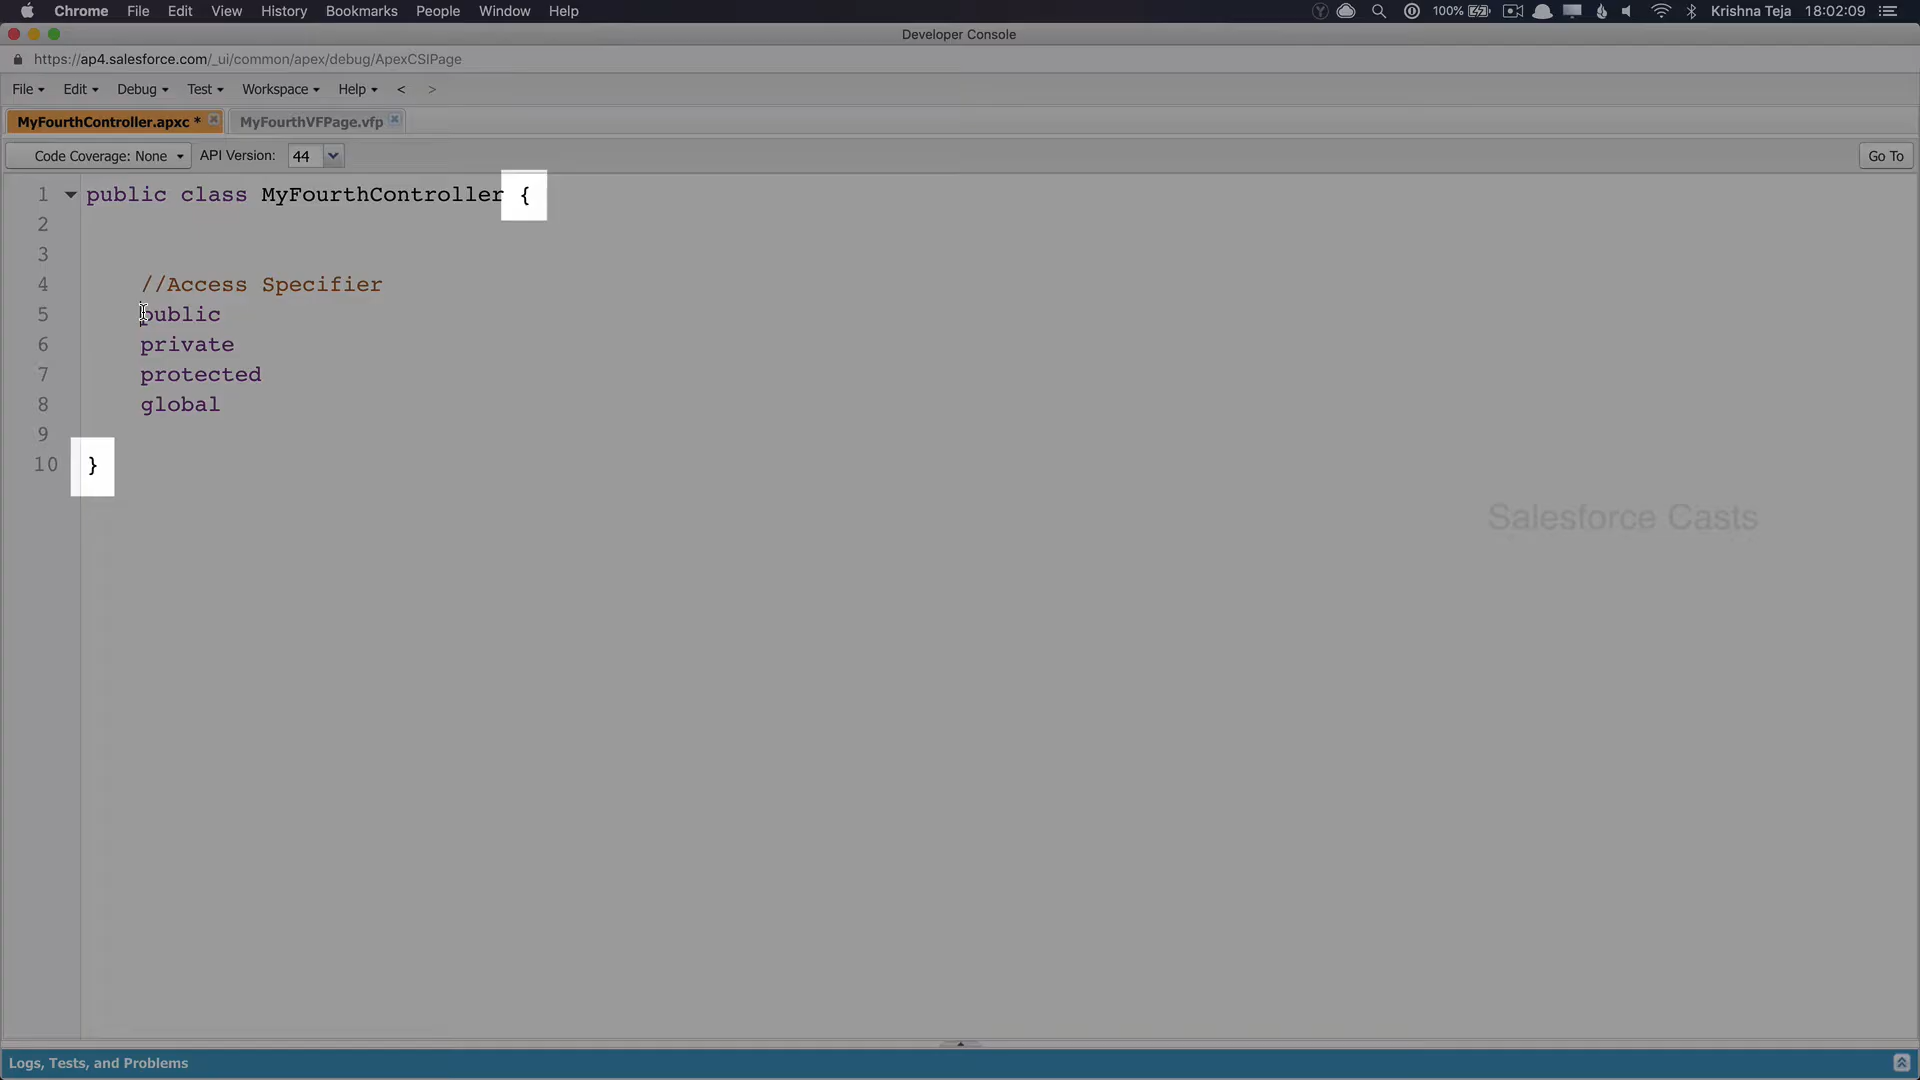 Chrome File Edit View History Bookmarks People Window Help 100% Krishna Teja 18:02:09
Developer Console
https://ap4.salesforce.com/_ui/common/apex/debug/ApexCSIPage
File Edit Debug Test Workspace Help < >
MyFourthController.apxc * MyFourthVFPage.vfp
Code Coverage: None API Version: 44 Go To
1 public class MyFourthController {
2
3
4 //Access Specifier
5 public
6 private
7 protected
8 global
9
10 }
Salesforce Casts
Logs, Tests, and Problems